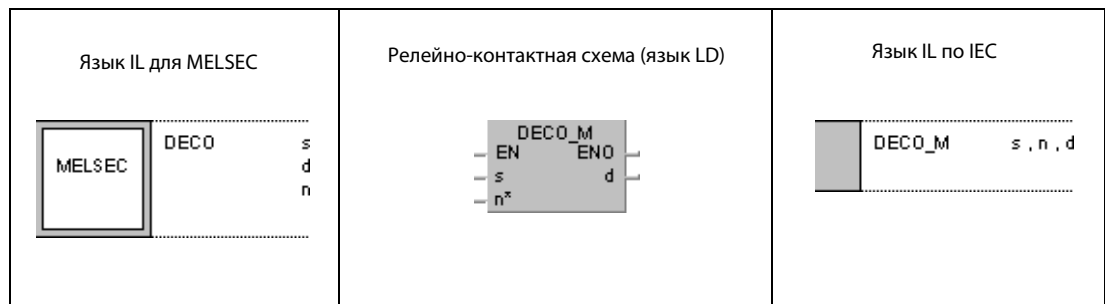 Язык IL для MELSEC
MELSEC
DECO s
d
n
Релейно-контактная схема (язык LD)
DECO_M
EN ENO
s d
n*
Язык IL по IEC
DECO_M s , n , d